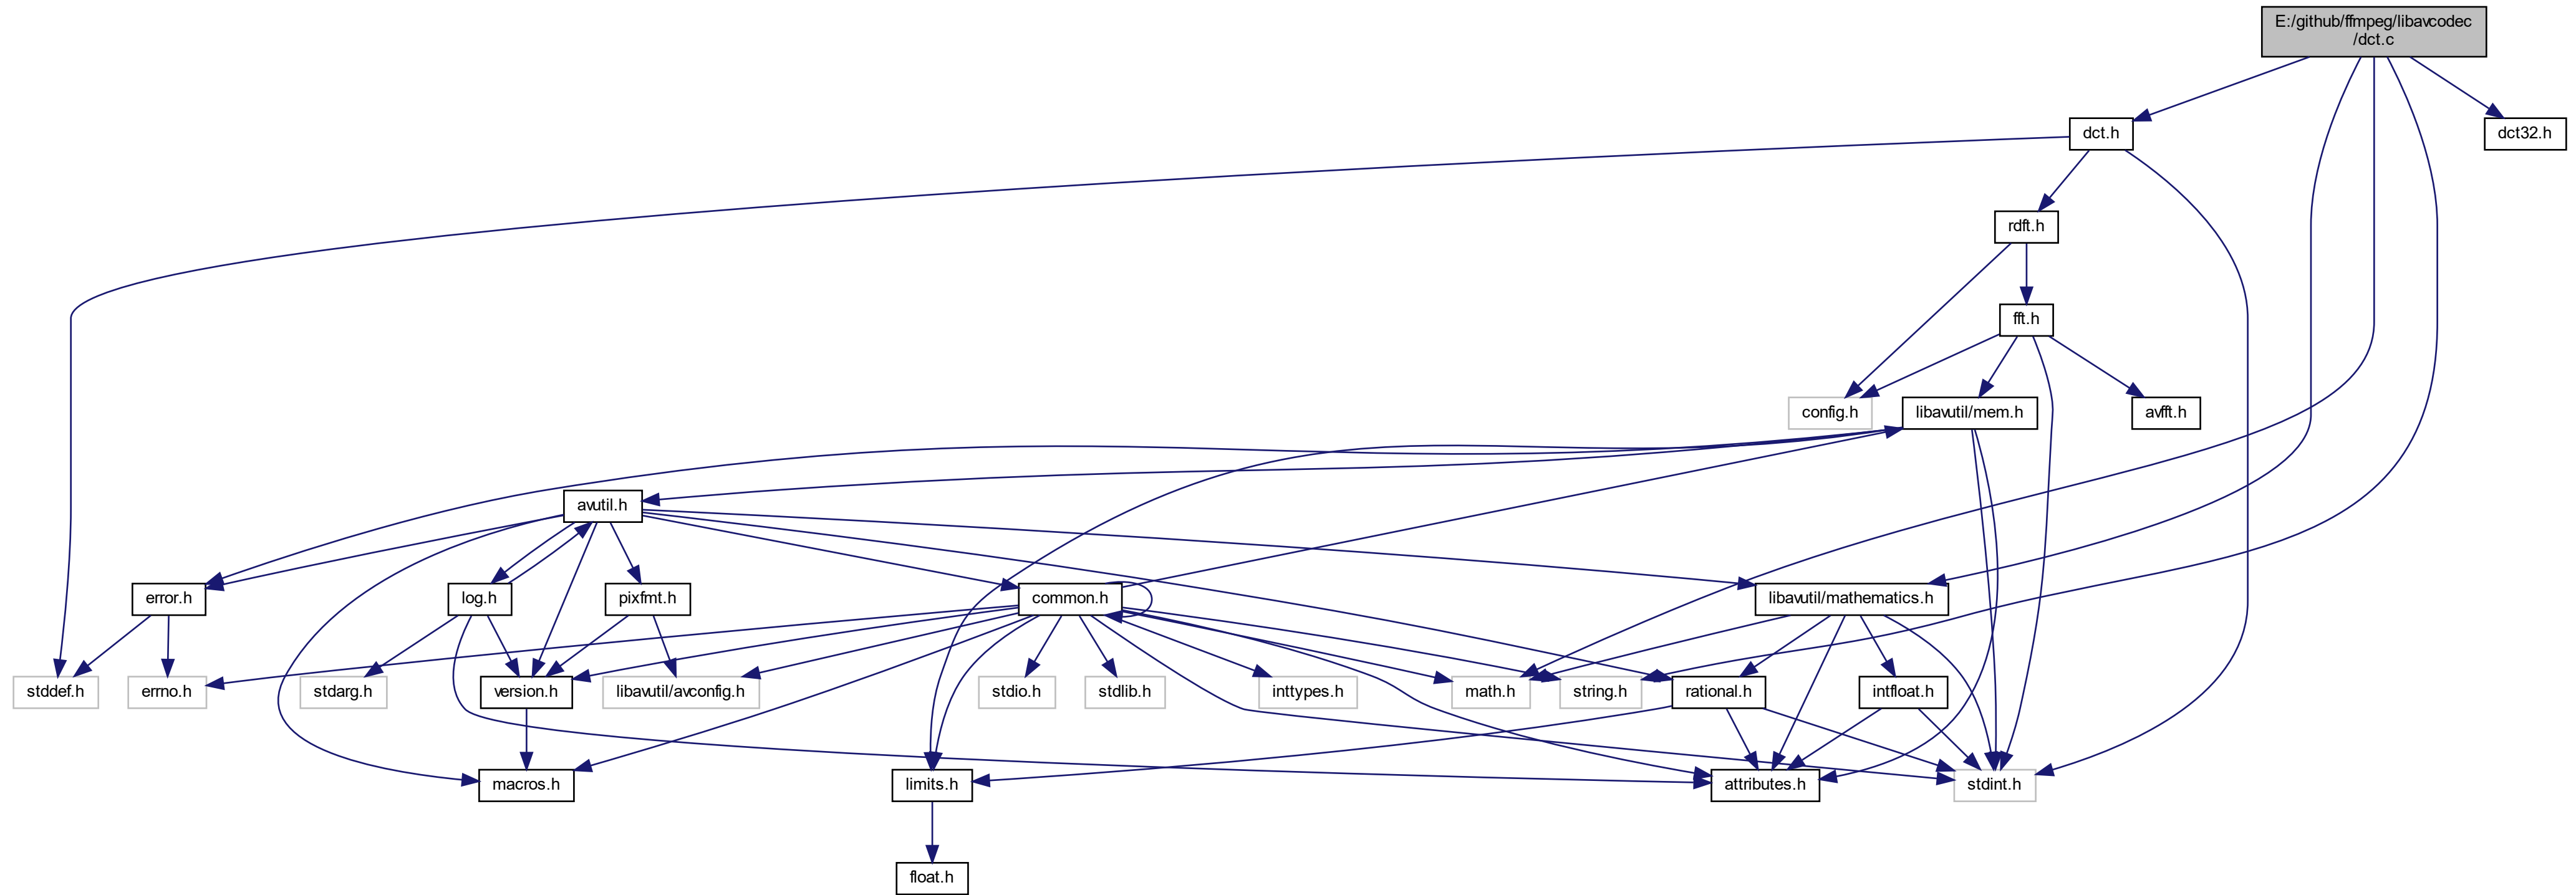 E:/github/ffmpeg/libavcodec
/dct.c
dct.h
dct32.h
rdft.h
fft.h
config.h
libavutil/mem.h
avfft.h
avutil.h
error.h
log.h
pixfmt.h
common.h
libavutil/mathematics.h
stddef.h
errno.h
stdarg.h
version.h
libavutil/avconfig.h
stdio.h
stdlib.h
inttypes.h
math.h
string.h
rational.h
intfloat.h
macros.h
limits.h
attributes.h
stdint.h
float.h